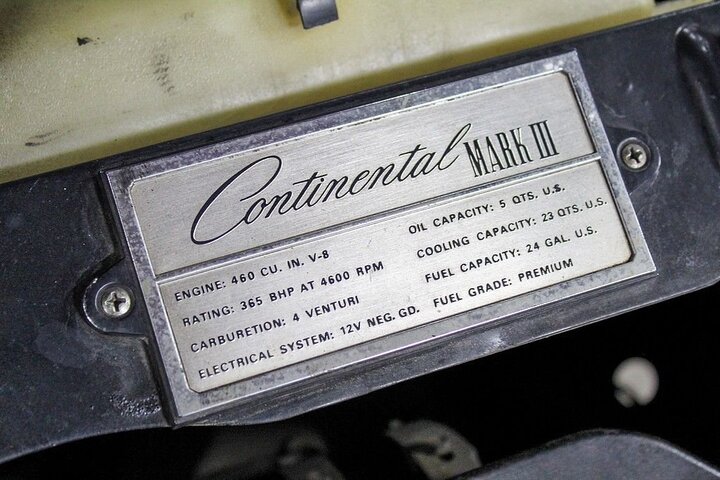 Continental MARK III
ENGINE: 460 CU. IN. V-8
RATING: 365 BHP AT 4600 RPM
CARBURETION: 4 VENTURI
ELECTRICAL SYSTEM: 12V NEG. GD.
OIL CAPACITY: 5 QTS. U.S.
COOLING CAPACITY: 23 QTS. U.S.
FUEL CAPACITY: 24 GAL. U.S.
FUEL GRADE: PREMIUM